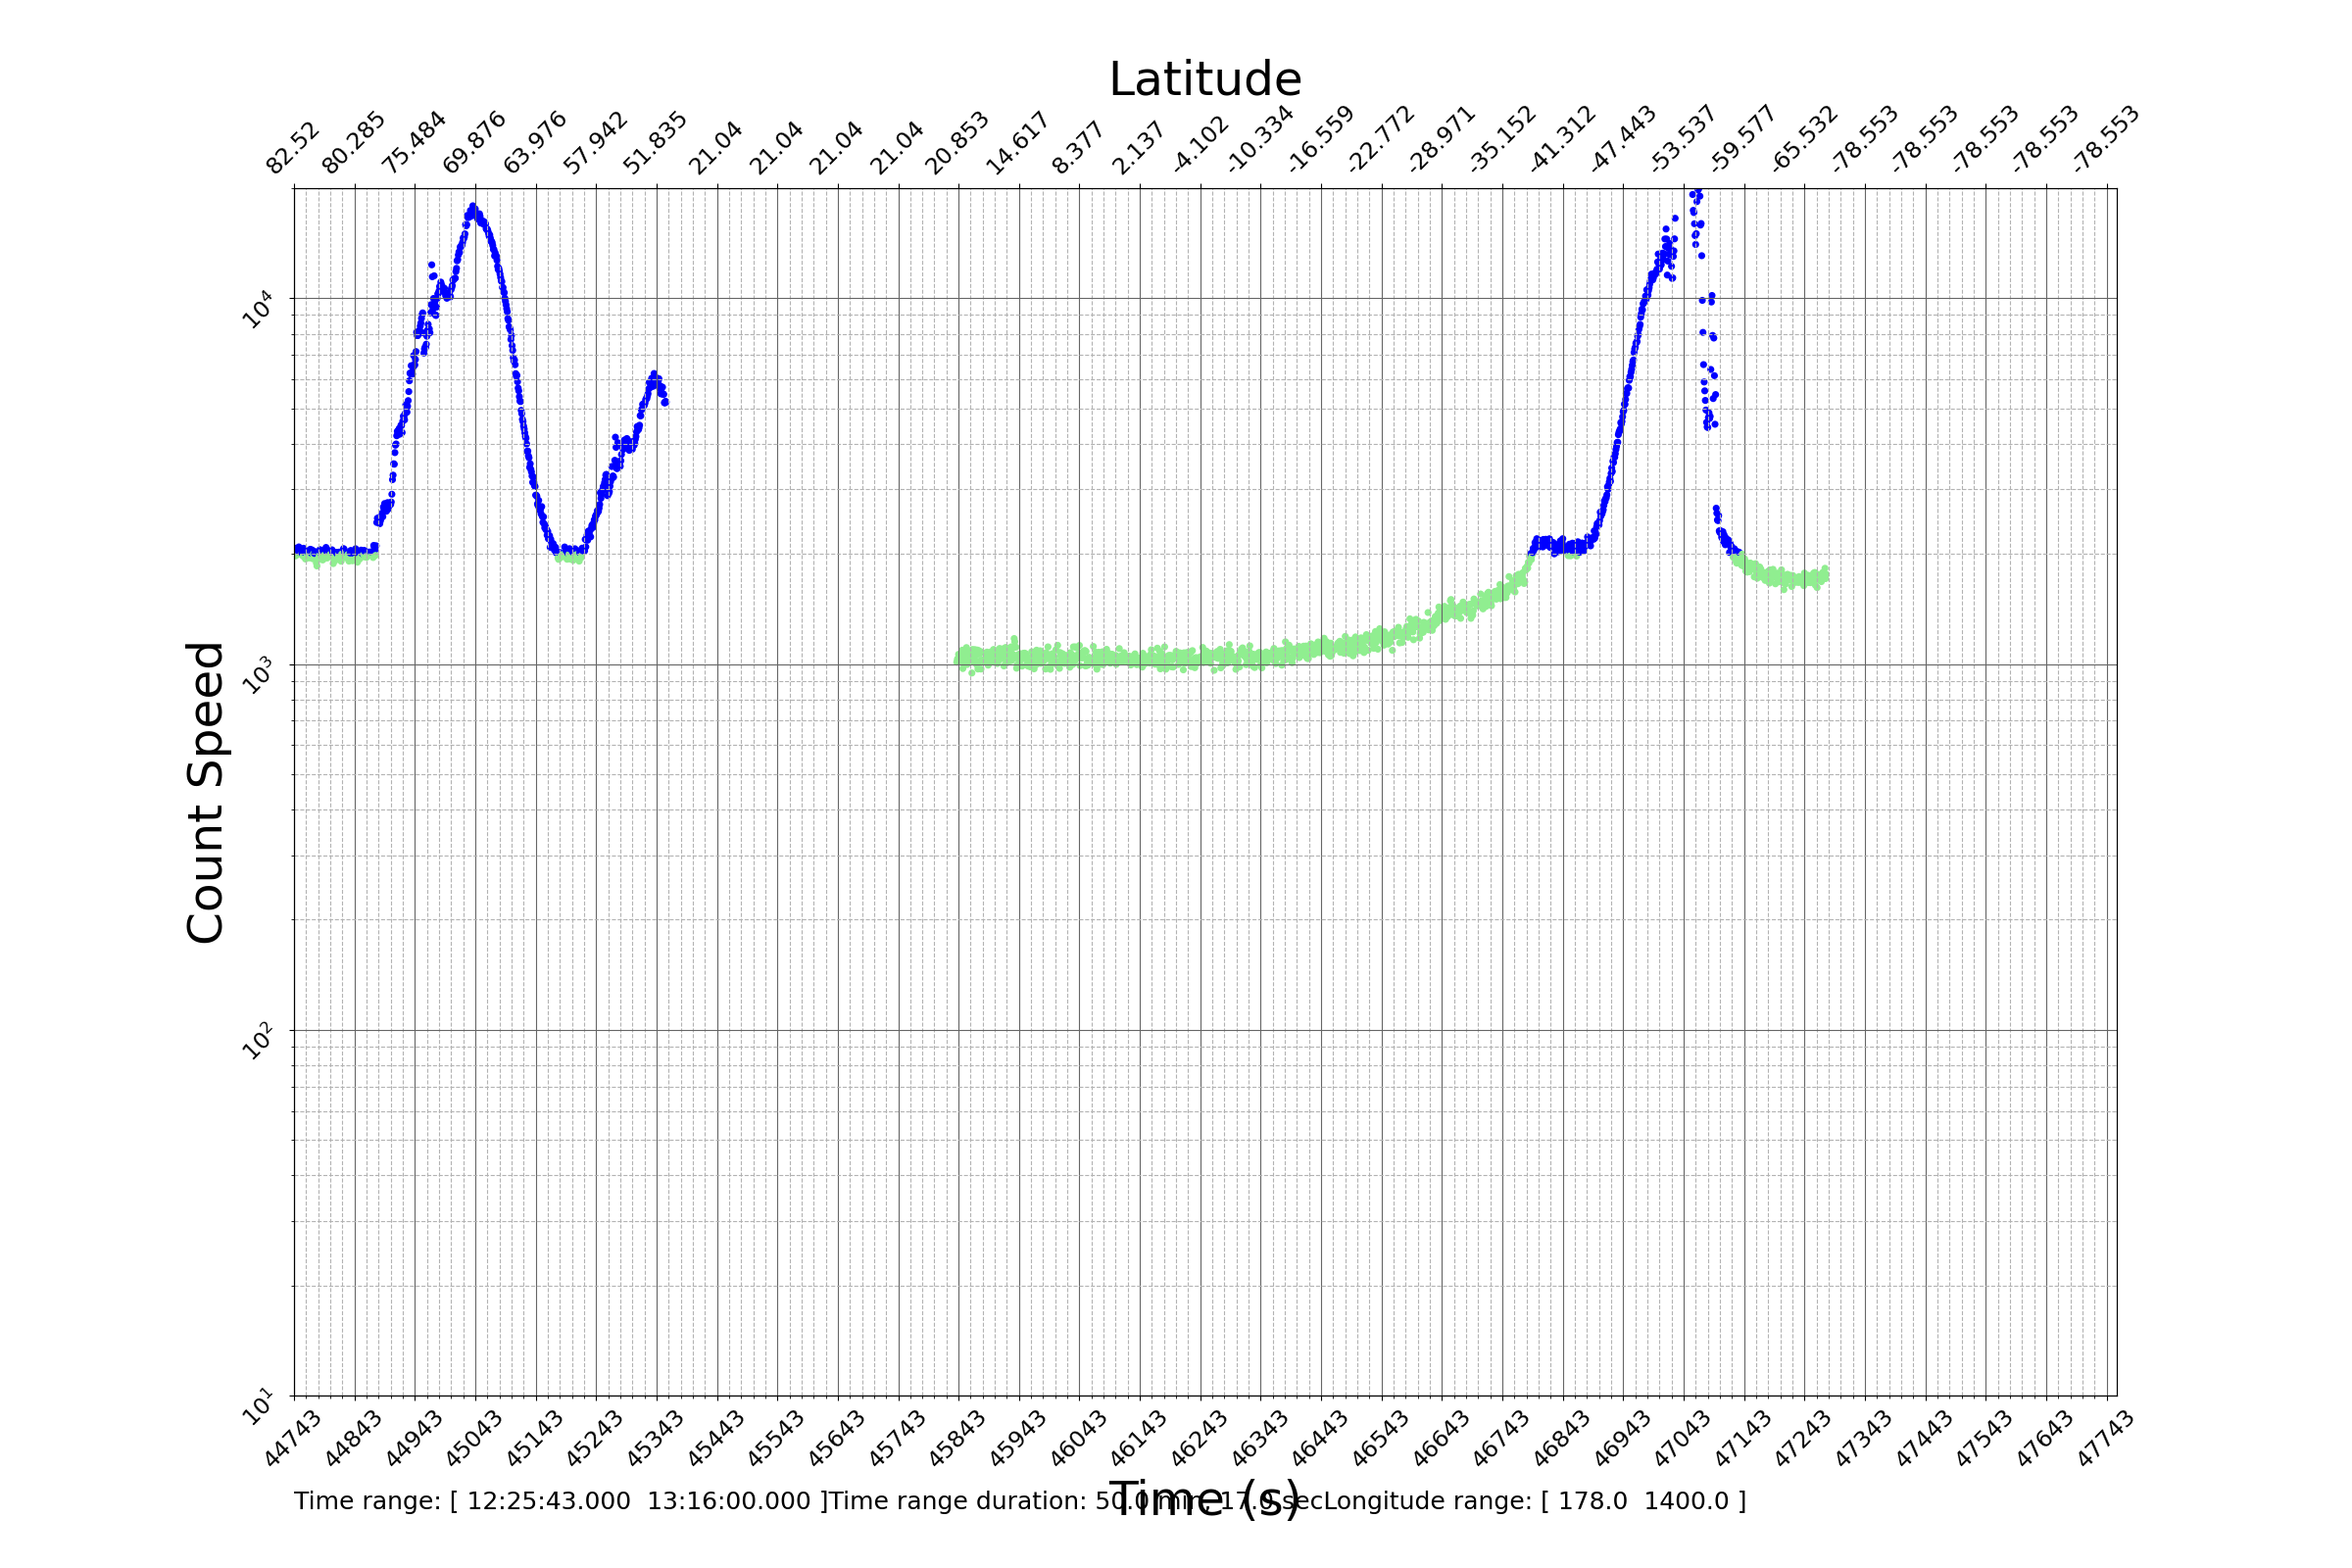 Latitude
82.52 80.285 75.484 69.876 63.976 57.942 51.835 21.04 21.04 21.04 21.04 20.853 14.617 8.377 2.137 -4.102 -10.334 -16.559 -22.772 -28.971 -35.152 -41.312 -47.443 -53.537 -59.577 -65.532 -78.553 -78.553 -78.553 -78.553 -78.553
10⁴
10³
Count Speed
10²
10¹
44743 44843 44943 45043 45143 45243 45343 45443 45543 45643 45743 45843 45943 46043 46143 46243 46343 46443 46543 46643 46743 46843 46943 47043 47143 47243 47343 47443 47543 47643 47743
Time (s)
Time range: [ 12:25:43.000 13:16:00.000 ]Time range duration: 50.0 min, 17.0 secLongitude range: [ 178.0 1400.0 ]